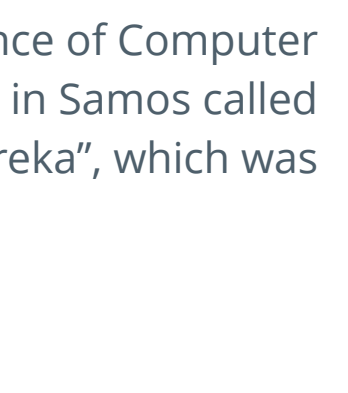 nce of Computer
in Samos called
reka”, which was